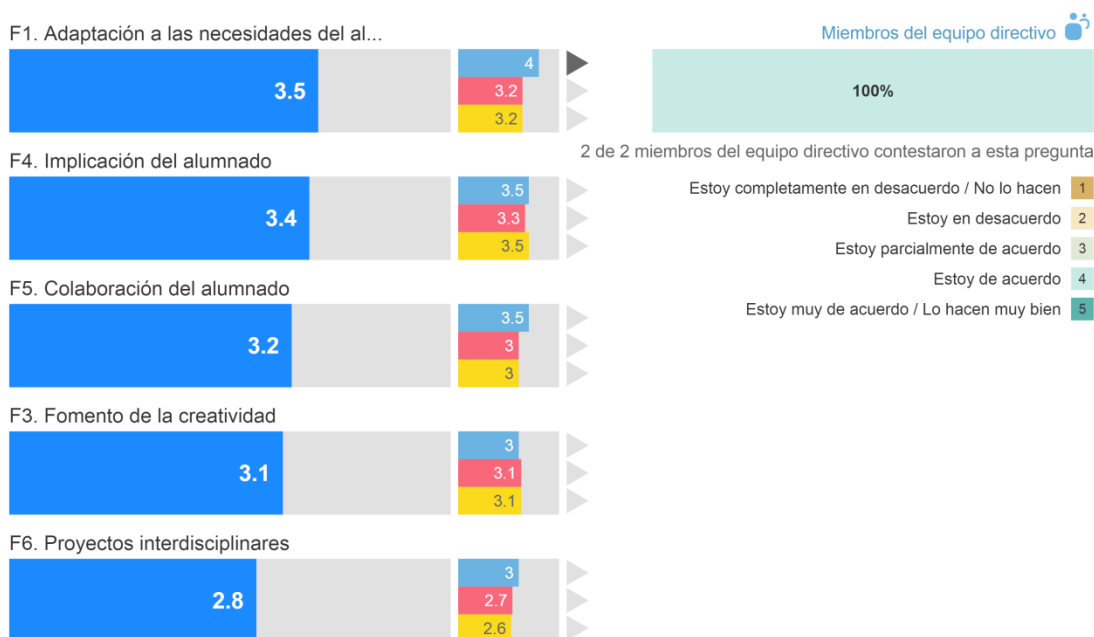 F1. Adaptación a las necesidades del al...
3.5
4
3.2
3.2
F4. Implicación del alumnado
3.4
3.5
3.3
3.5
F5. Colaboración del alumnado
3.2
3.5
3
3
F3. Fomento de la creatividad
3.1
3
3.1
3.1
F6. Proyectos interdisciplinares
2.8
3
2.7
2.6
Miembros del equipo directivo
100%
2 de 2 miembros del equipo directivo contestaron a esta pregunta
Estoy completamente en desacuerdo / No lo hacen 1
Estoy en desacuerdo 2
Estoy parcialmente de acuerdo 3
Estoy de acuerdo 4
Estoy muy de acuerdo / Lo hacen muy bien 5